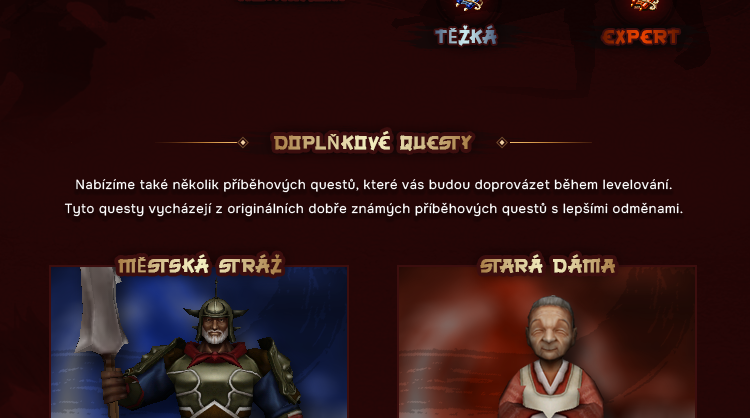 TĚŽKÁ EXPERT
DOPLŇKOVÉ QUESTY
Nabízíme také několik příběhových questů, které vás budou doprovázet během levelování.
Tyto questy vycházejí z originálních dobře známých příběhových questů s lepšími odměnami.
MĚSTSKÁ STRÁŽ STARÁ DÁMA